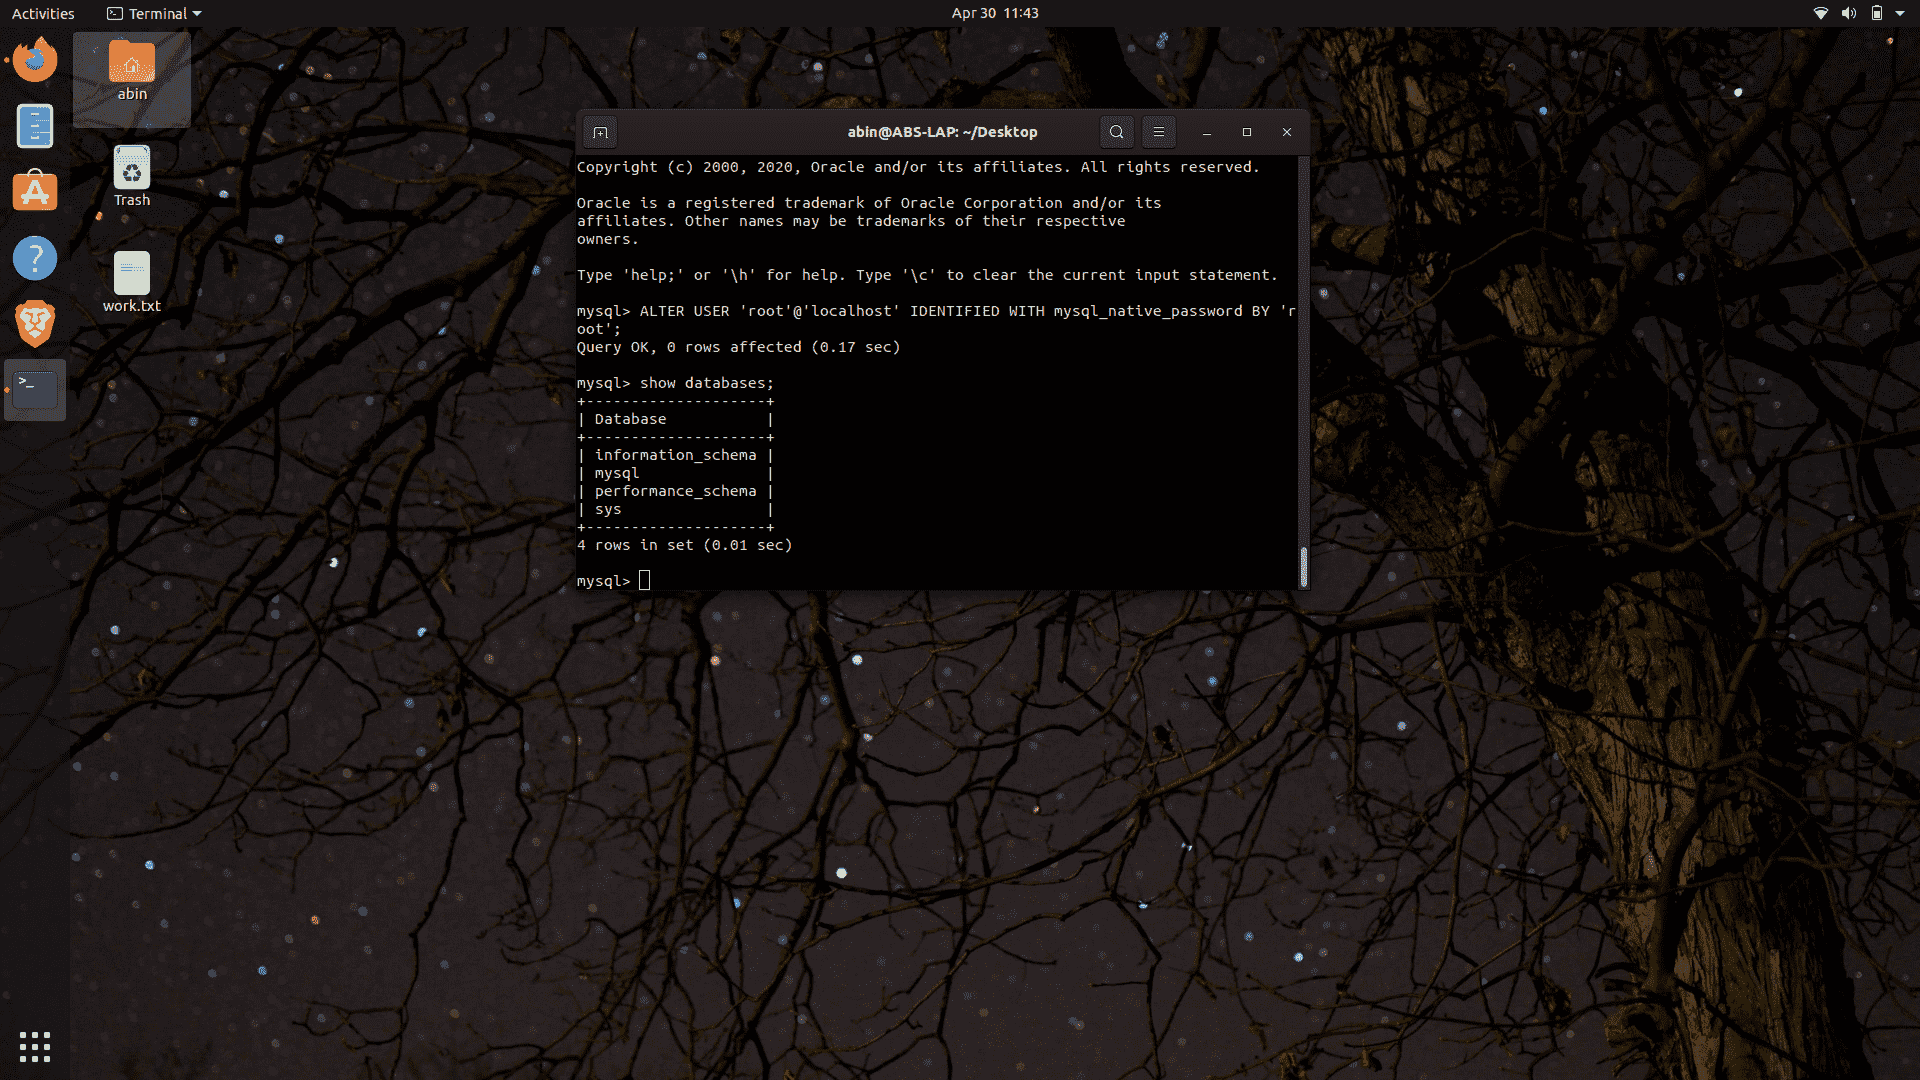 Activities
Terminal
Apr 30 11:43
abin
Trash
work.txt
abin@ABS-LAP: ~/Desktop
Copyright (c) 2000, 2020, Oracle and/or its affiliates. All rights reserved.
Oracle is a registered trademark of Oracle Corporation and/or its
affiliates. Other names may be trademarks of their respective
owners.
Type 'help;' or '\h' for help. Type '\c' to clear the current input statement.
mysql> ALTER USER 'root'@'localhost' IDENTIFIED WITH mysql_native_password BY 'r
oot';
Query OK, 0 rows affected (0.17 sec)
mysql> show databases;
+--------------------+
| Database           |
+--------------------+
| information_schema |
| mysql              |
| performance_schema |
| sys                |
+--------------------+
4 rows in set (0.01 sec)
mysql>